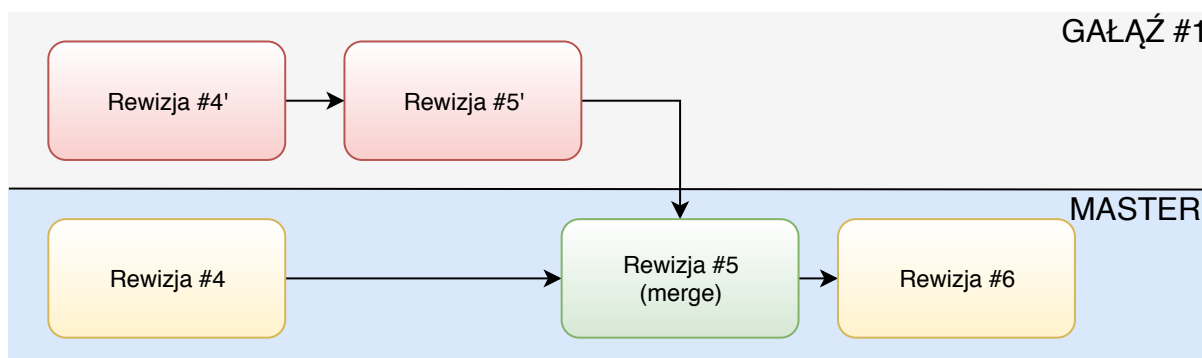 GAŁĄŹ #1
Rewizja #4'
Rewizja #5'
MASTER
Rewizja #4
Rewizja #5
(merge)
Rewizja #6